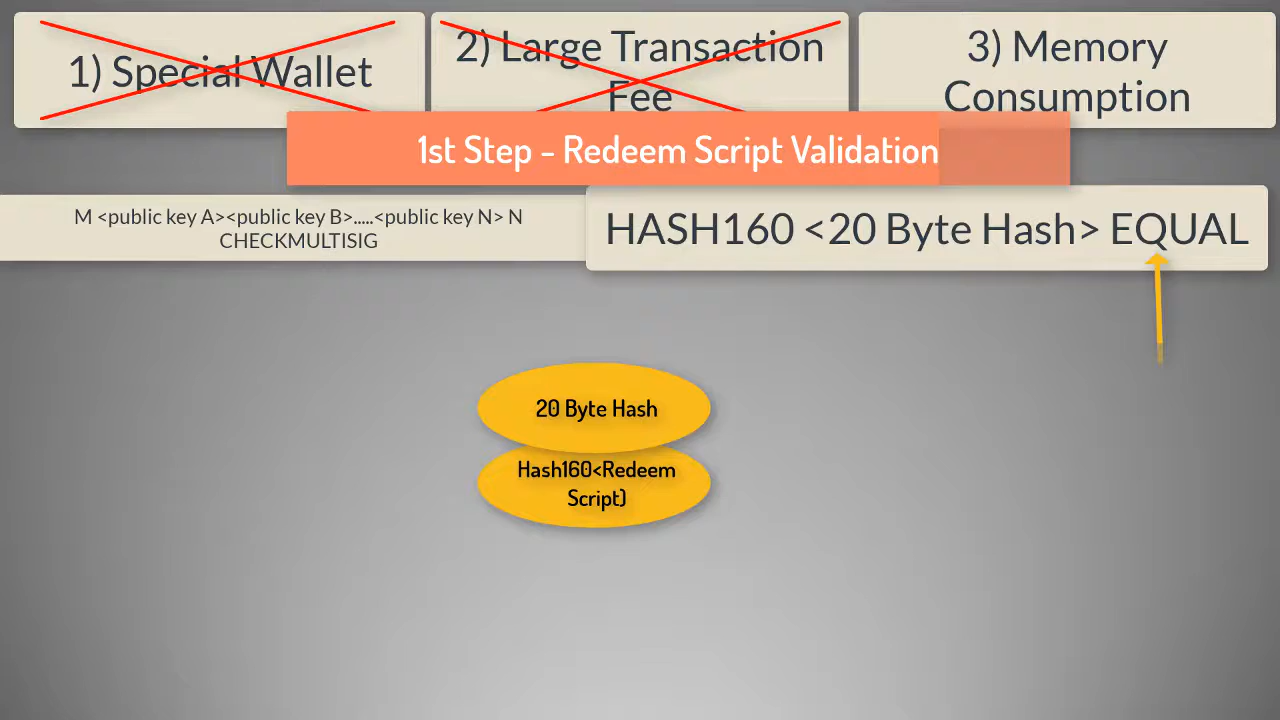 1) Special Wallet
2) Large Transaction
Fee
3) Memory
Consumption
1st Step - Redeem Script Validation
M <public key A><public key B>.....<public key N> N
CHECKMULTISIG
HASH160 <20 Byte Hash> EQUAL
20 Byte Hash
Hash160<Redeem
Script)